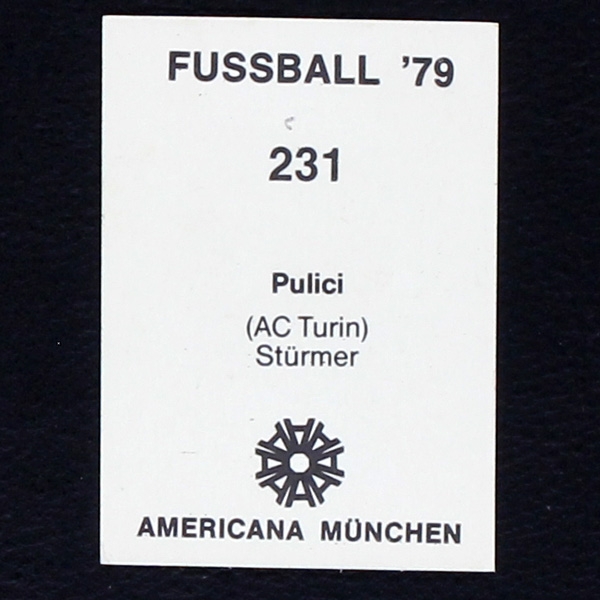 FUSSBALL ’79
231
Pulici
(AC Turin)
Stürmer
AMERICANA MÜNCHEN